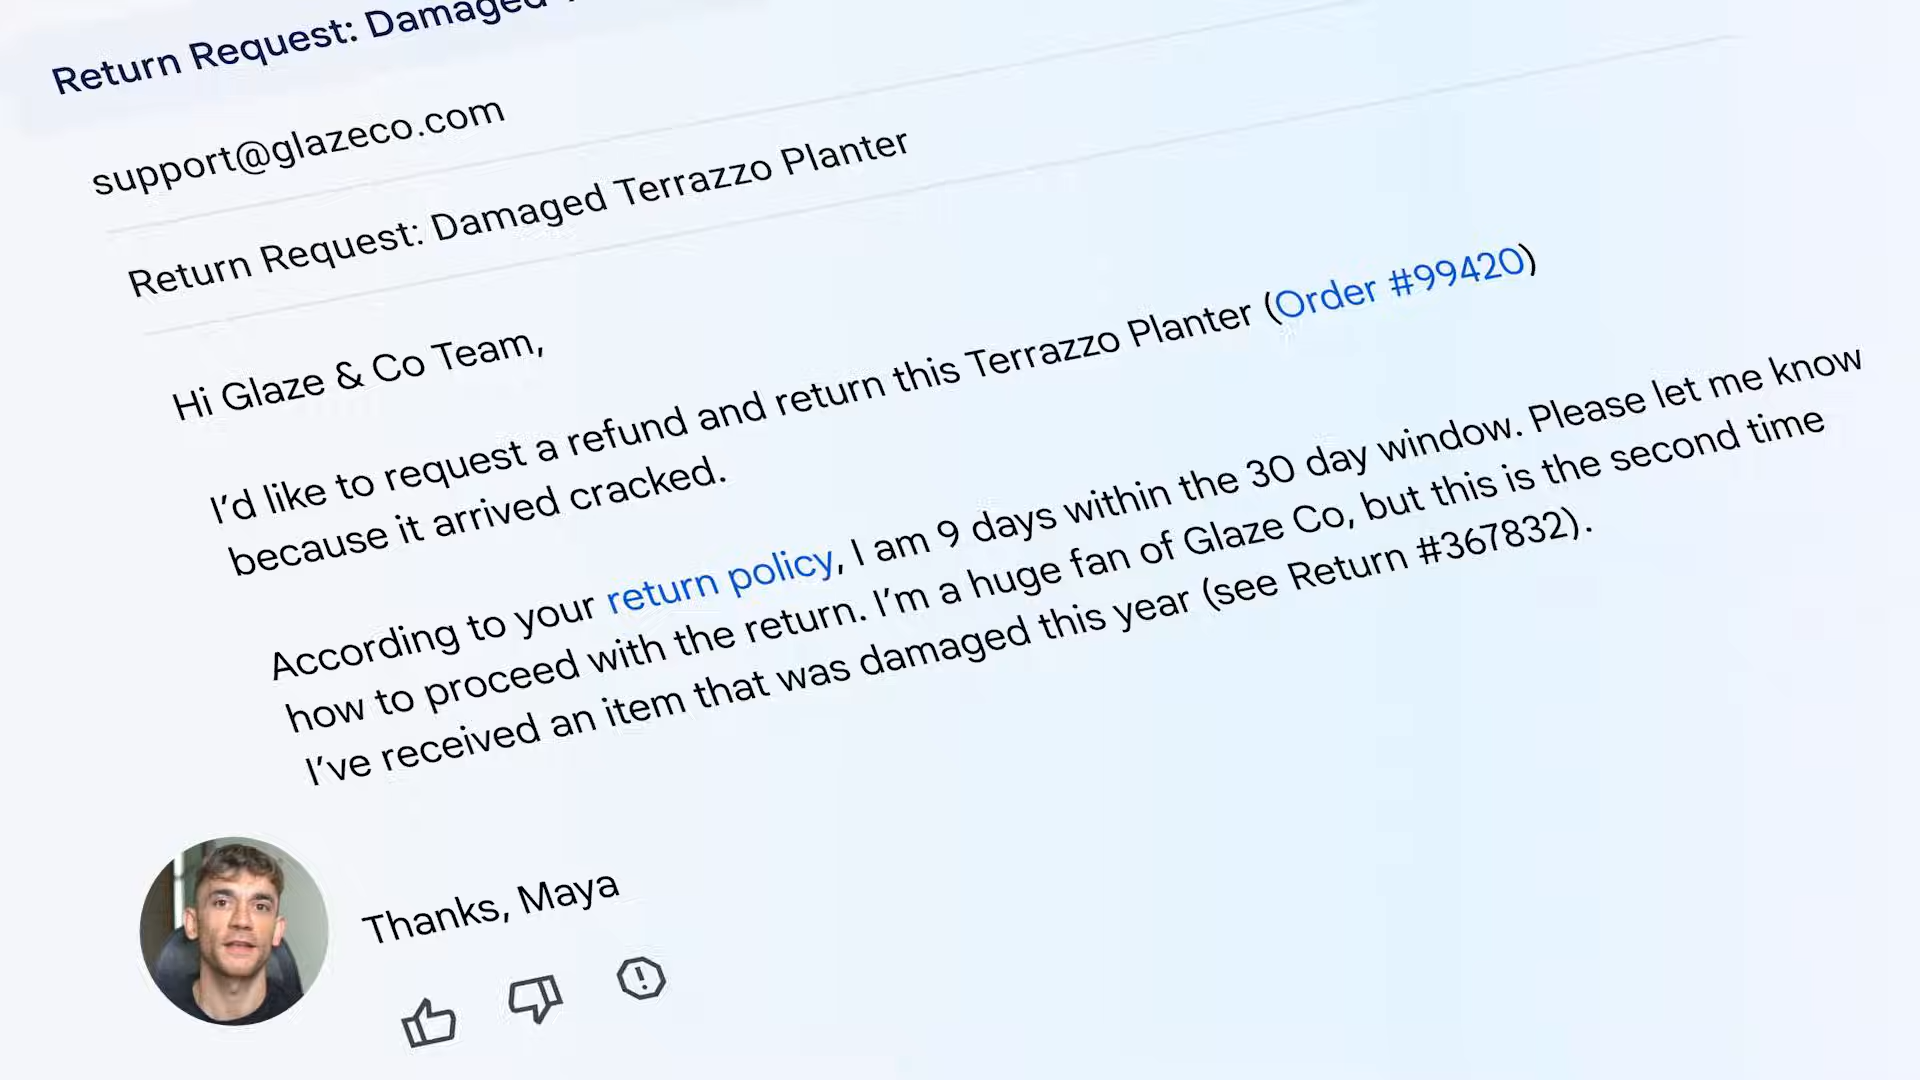 Return Request: Damaged
support@glazeco.com
Return Request: Damaged Terrazzo Planter
Hi Glaze & Co Team,
I’d like to request a refund and return this Terrazzo Planter (Order #99420)
because it arrived cracked.
According to your return policy, I am 9 days within the 30 day window. Please let me know
how to proceed with the return. I’m a huge fan of Glaze Co, but this is the second time
I’ve received an item that was damaged this year (see Return #367832).
Thanks, Maya